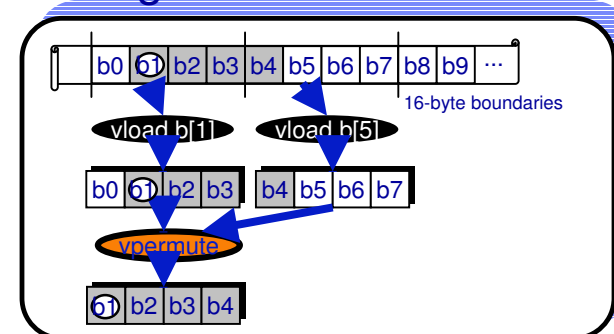 b0 b1 b2 b3 b4 b5 b6 b7 b8 b9 ...
16-byte boundaries
vload b[1] vload b[5]
b0 b1 b2 b3 b4 b5 b6 b7
vpermute
b1 b2 b3 b4